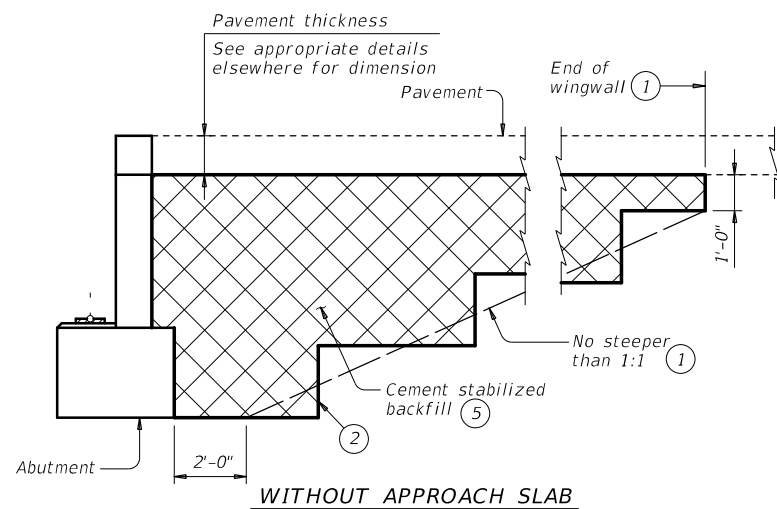 Pavement thickness
See appropriate details
elsewhere for dimension
End of
wingwall 1
Pavement
1'-0"
No steeper
than 1:1 1
Cement stabilized
backfill 5
2
Abutment
2'-0"
WITHOUT APPROACH SLAB